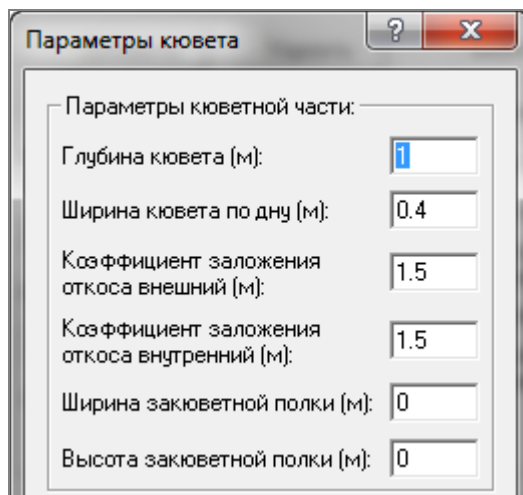 Параметры кювета
Параметры кюветной части:
Глубина кювета (м): 1
Ширина кювета по дну (м): 0.4
Коэффициент заложения
откоса внешний (м): 1.5
Коэффициент заложения
откоса внутренний (м): 1.5
Ширина закюветной полки (м): 0
Высота закюветной полки (м): 0